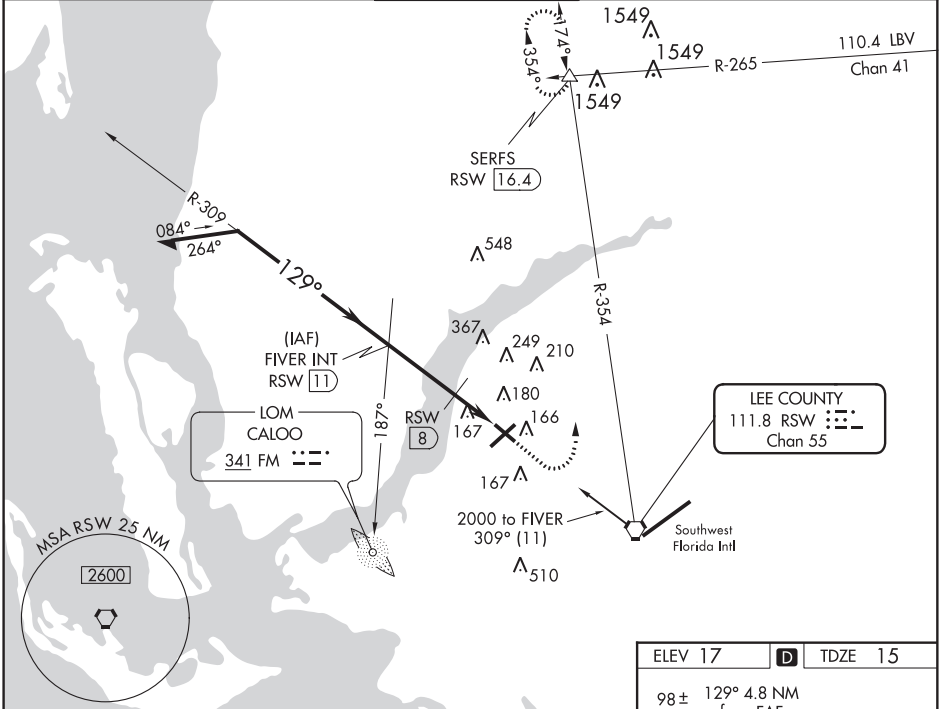 1549
1549
1549
174°
354°
110.4 LBV
Chan 41
R-265
SERFS
RSW 16.4
R-309
084°
264°
129°
548
R-354
(IAF)
FIVER INT
RSW 11
367
249
210
180
187°
RSW
8
167
166
167
LOM
CALOO
341 FM
LEE COUNTY
111.8 RSW
Chan 55
2000 to FIVER
309° (11)
Southwest
Florida Intl
510
MSA RSW 25 NM
2600
ELEV 17 D TDZE 15
98± 129° 4.8 NM
from FAF